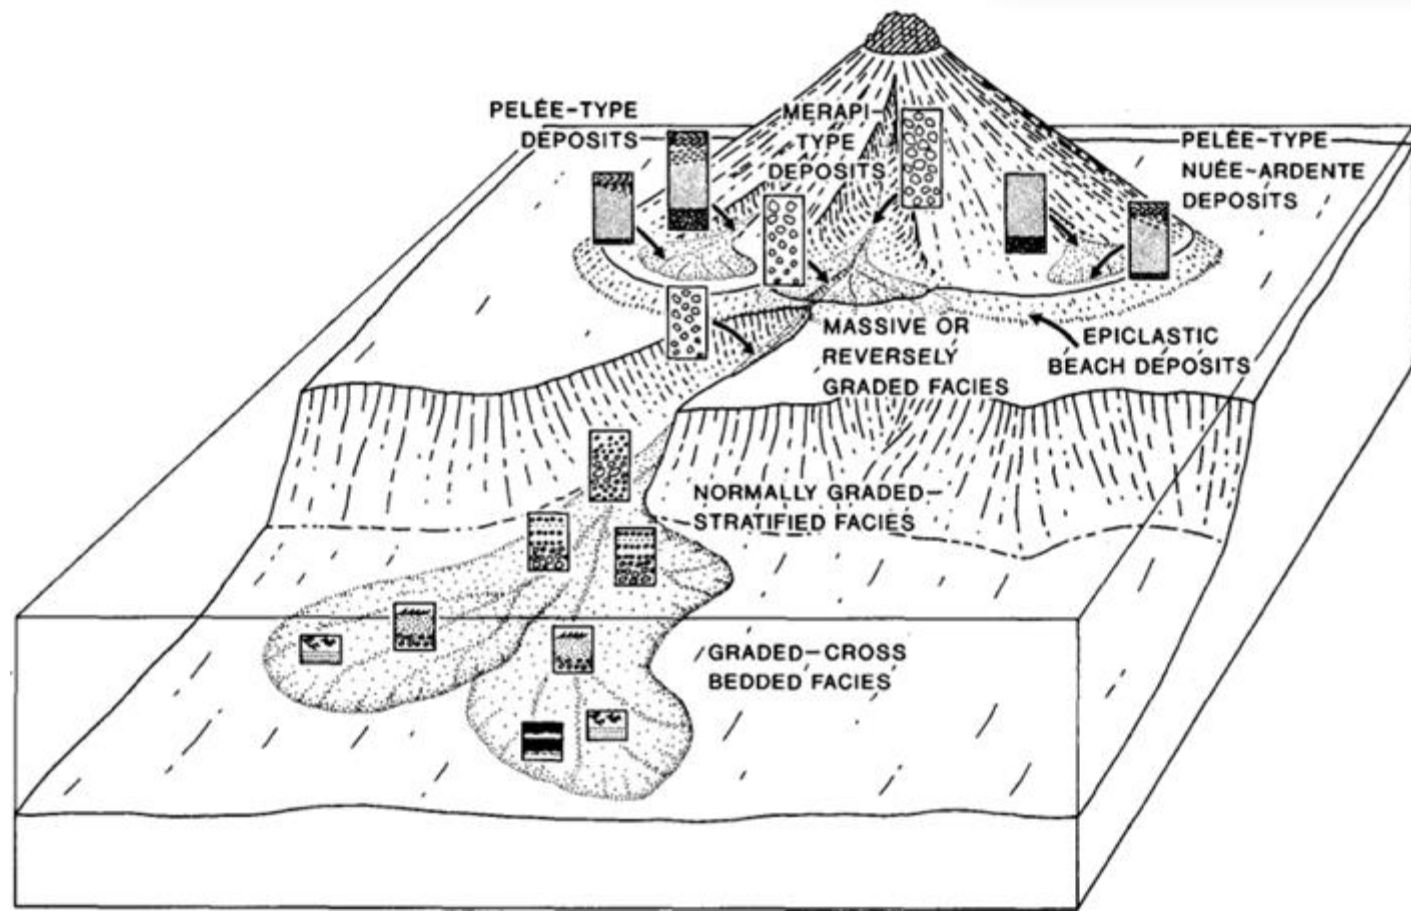 PELÉE-TYPE
DEPOSITS
MERAPI-
TYPE
DEPOSITS
PELÉE-TYPE
NUÉE-ARDENTE
DEPOSITS
MASSIVE OR
REVERSELY
GRADED FACIES
EPICLASTIC
BEACH DEPOSITS
NORMALLY GRADED-
STRATIFIED FACIES
GRADED-CROSS
BEDDED FACIES